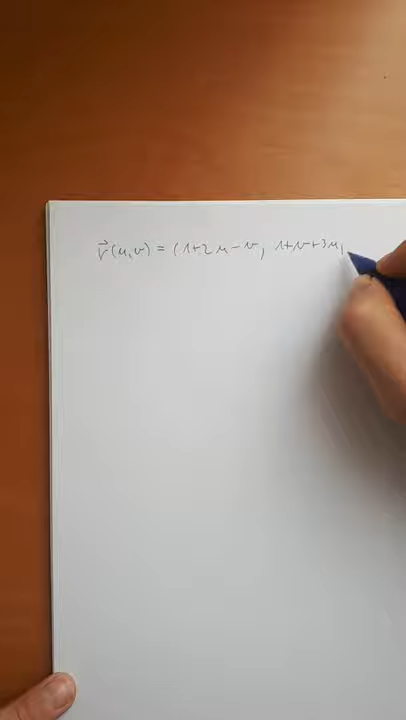 r⃗(u,v) = (1+2u-v, 1+v+3u,